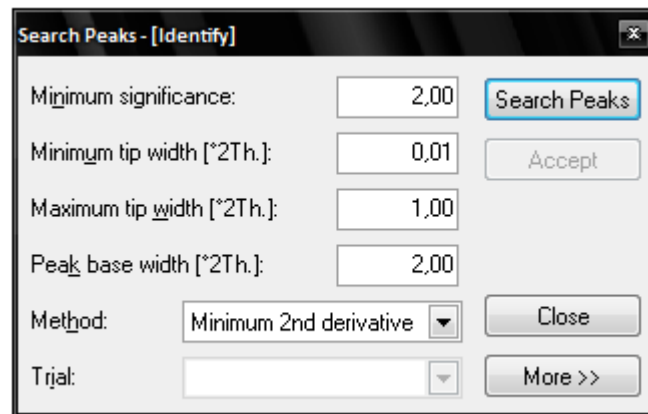 Search Peaks - [Identify]
Minimum significance: 2,00 Search Peaks
Minimum tip width [°2Th.]: 0,01 Accept
Maximum tip width [°2Th.]: 1,00
Peak base width [°2Th.]: 2,00
Method: Minimum 2nd derivative Close
Trial: More >>